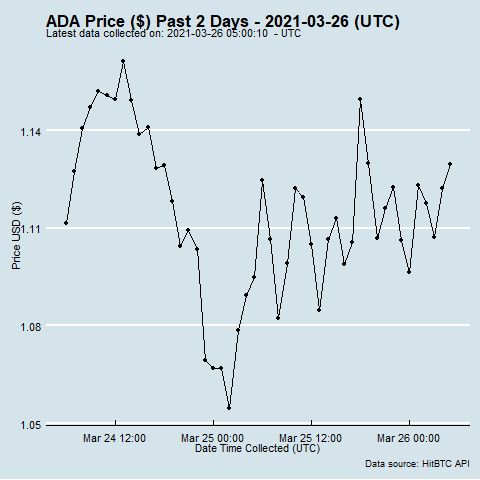 ADA Price ($) Past 2 Days - 2021-03-26 (UTC)
Latest data collected on: 2021-03-26 05:00:10 - UTC
1.14
1.11
1.08
1.05
Price USD ($)
Mar 24 12:00 Mar 25 00:00 Mar 25 12:00 Mar 26 00:00
Date Time Collected (UTC)
Data source: HitBTC API